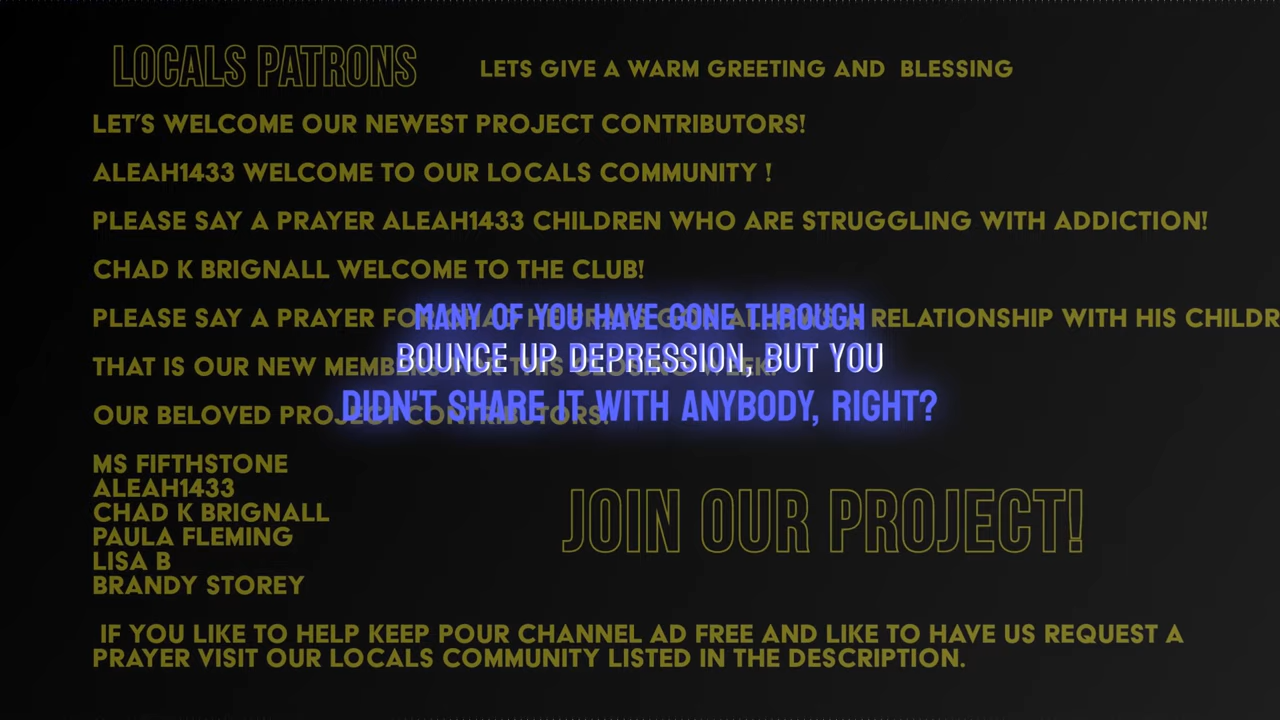 LOCALS PATRONS
LETS GIVE A WARM GREETING AND BLESSING
LET'S WELCOME OUR NEWEST PROJECT CONTRIBUTORS!
ALEAH1433 WELCOME TO OUR LOCALS COMMUNITY !
PLEASE SAY A PRAYER ALEAH1433 CHILDREN WHO ARE STRUGGLING WITH ADDICTION!
CHAD K BRIGNALL WELCOME TO THE CLUB!
PLEASE SAY A PRAYER FOR RELATIONSHIP WITH HIS CHILDR
MANY OF YOU HAVE GONE THROUGH
BOUNCE UP DEPRESSION, BUT YOU
DIDN'T SHARE IT WITH ANYBODY, RIGHT?
THAT IS OUR NEW MEMBERS FOR THIS CLOSING WEEK!
OUR BELOVED PROJECT CONTRIBUTORS.
MS FIFTHSTONE
ALEAH1433
CHAD K BRIGNALL
PAULA FLEMING
LISA B
BRANDY STOREY
JOIN OUR PROJECT!
IF YOU LIKE TO HELP KEEP POUR CHANNEL AD FREE AND LIKE TO HAVE US REQUEST A
PRAYER VISIT OUR LOCALS COMMUNITY LISTED IN THE DESCRIPTION.